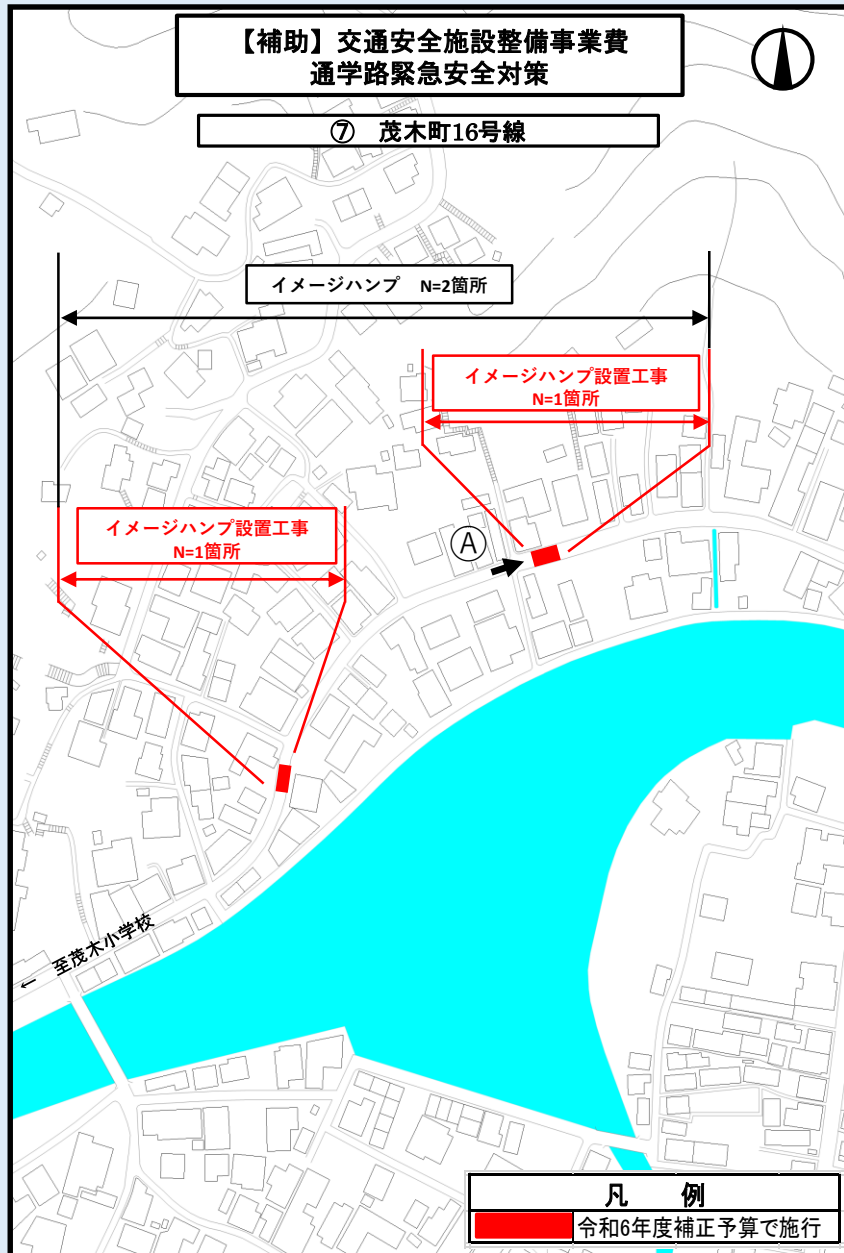 【補助】交通安全施設整備事業費
通学路緊急安全対策
⑦ 茂木町16号線
イメージハンプ N=2箇所
イメージハンプ設置工事
N=1箇所
イメージハンプ設置工事
N=1箇所
Ⓐ
← 至茂木小学校
凡 例
令和6年度補正予算で施行